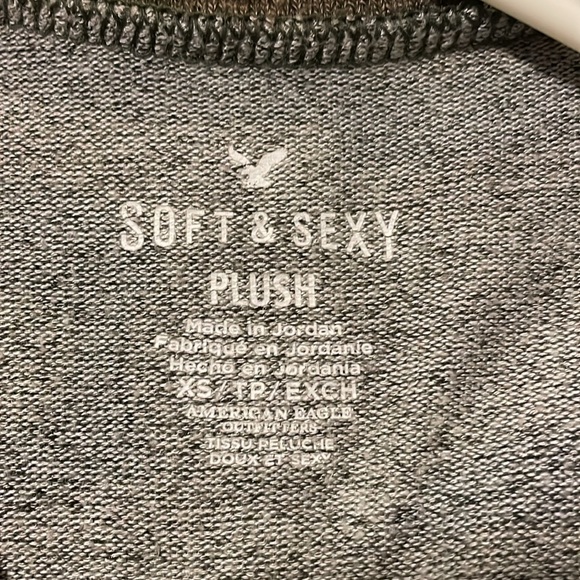 SOFT & SEXY
PLUSH
Made in Jordan
Fabriqué en Jordanie
Hecho en Jordania
XS/TP/EXCH
AMERICAN EAGLE
OUTFITTERS
TISSU PELUCHE
DOUX ET SEXY